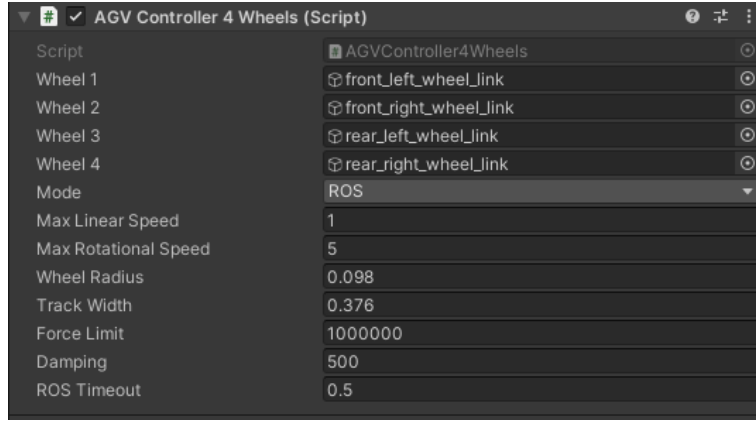 AGV Controller 4 Wheels (Script)
Script AGVController4Wheels
Wheel 1 front_left_wheel_link
Wheel 2 front_right_wheel_link
Wheel 3 rear_left_wheel_link
Wheel 4 rear_right_wheel_link
Mode ROS
Max Linear Speed 1
Max Rotational Speed 5
Wheel Radius 0.098
Track Width 0.376
Force Limit 1000000
Damping 500
ROS Timeout 0.5